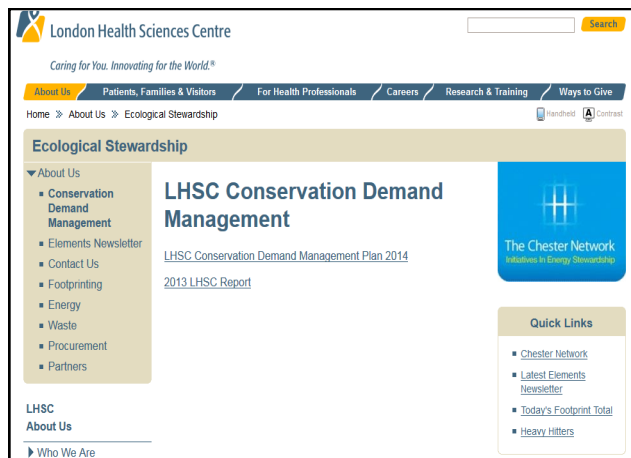 London Health Sciences Centre
Search
Caring for You. Innovating for the World.®
About Us
Patients, Families & Visitors
For Health Professionals
Careers
Research & Training
Ways to Give
Home » About Us » Ecological Stewardship
Handheld
A Contrast
Ecological Stewardship
About Us
Conservation
Demand
Management
Elements Newsletter
Contact Us
Footprinting
Energy
Waste
Procurement
Partners
LHSC
About Us
Who We Are
LHSC Conservation Demand
Management
LHSC Conservation Demand Management Plan 2014
2013 LHSC Report
The Chester Network
Initiatives In Energy Stewardship
Quick Links
Chester Network
Latest Elements
Newsletter
Today's Footprint Total
Heavy Hitters